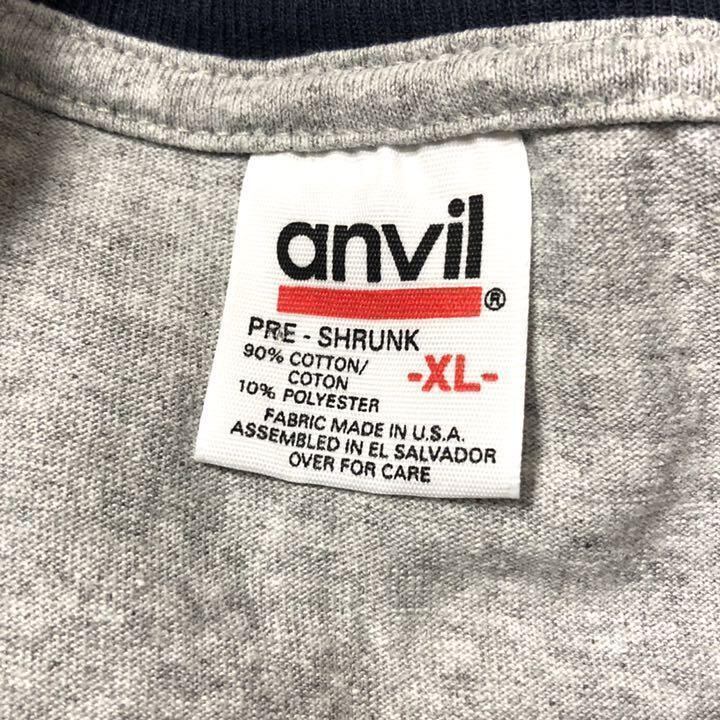 anvil
®
PRE - SHRUNK
90% COTTON/
COTON
-XL-
10% POLYESTER
FABRIC MADE IN U.S.A.
ASSEMBLED IN EL SALVADOR
OVER FOR CARE